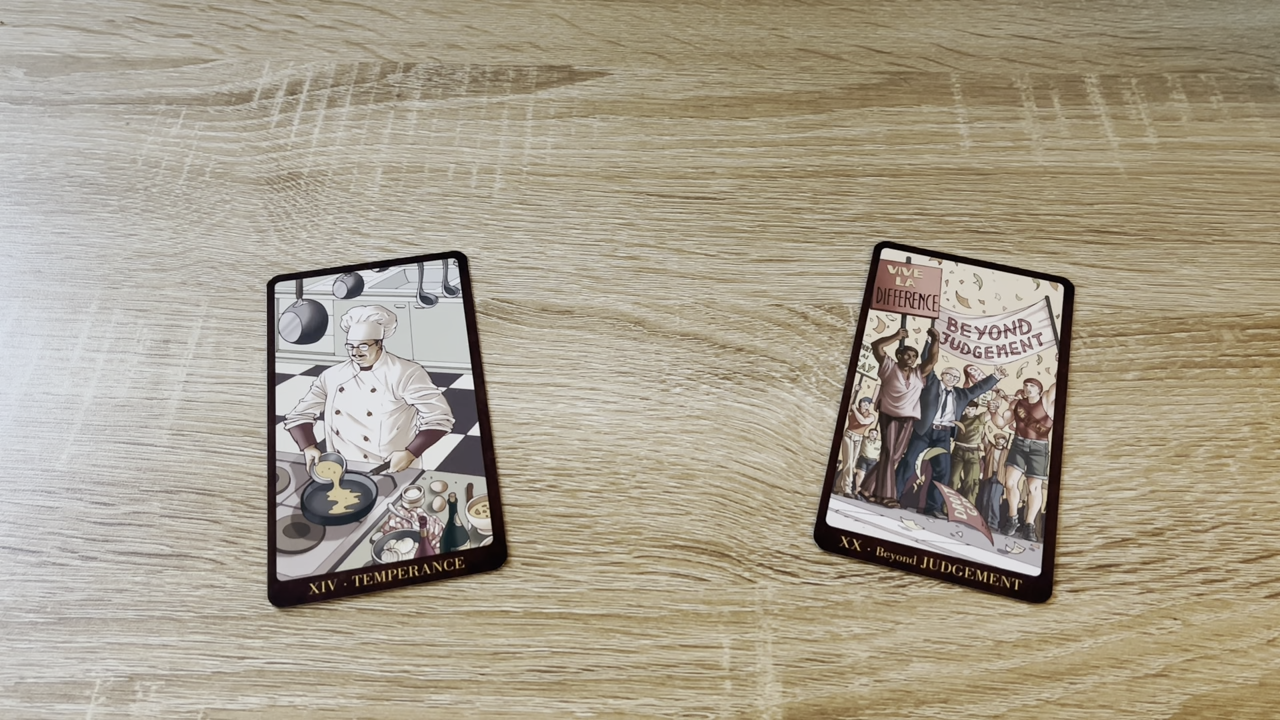 XIV · TEMPERANCE
VIVE
LA
DIFFERENCE
BEYOND
JUDGEMENT
XX · Beyond JUDGEMENT